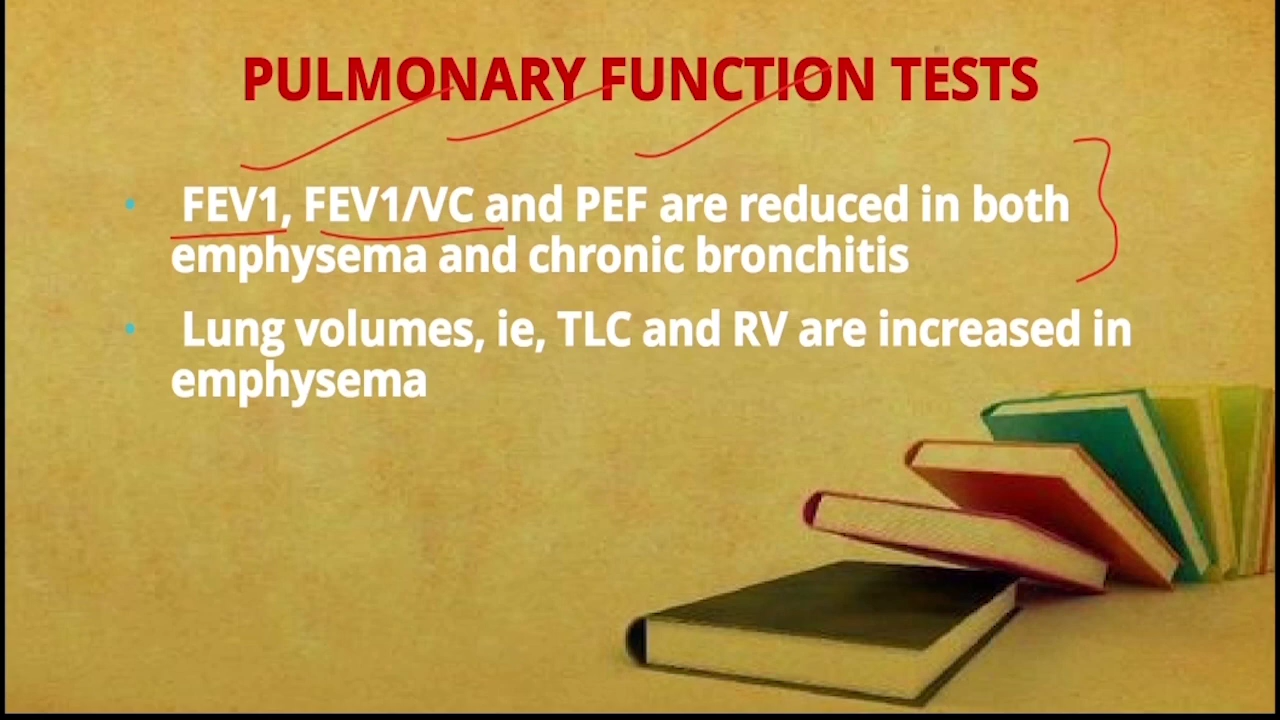 PULMONARY FUNCTION TESTS
• FEV1, FEV1/VC and PEF are reduced in both
emphysema and chronic bronchitis
• Lung volumes, ie, TLC and RV are increased in
emphysema